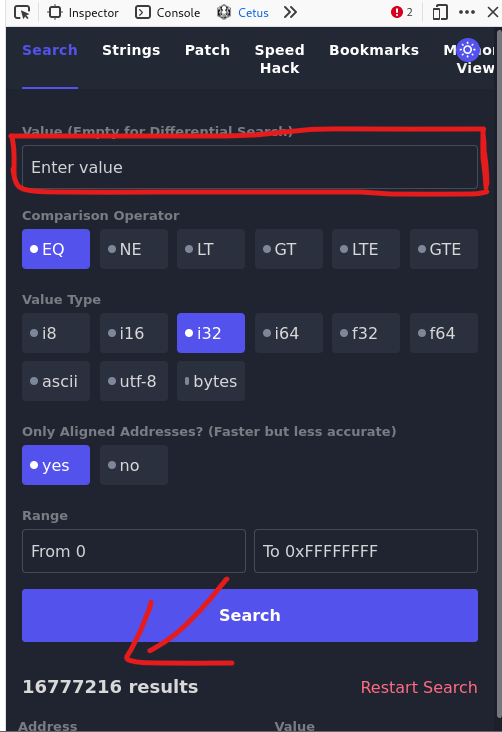 Inspector Console Cetus 2
Search Strings Patch Speed Hack Bookmarks View
Value (Empty for Differential Search)
Enter value
Comparison Operator
EQ NE LT GT LTE GTE
Value Type
i8 i16 i32 i64 f32 f64
ascii utf-8 bytes
Only Aligned Addresses? (Faster but less accurate)
yes no
Range
From 0 To 0xFFFFFFFF
Search
16777216 results Restart Search
Address Value